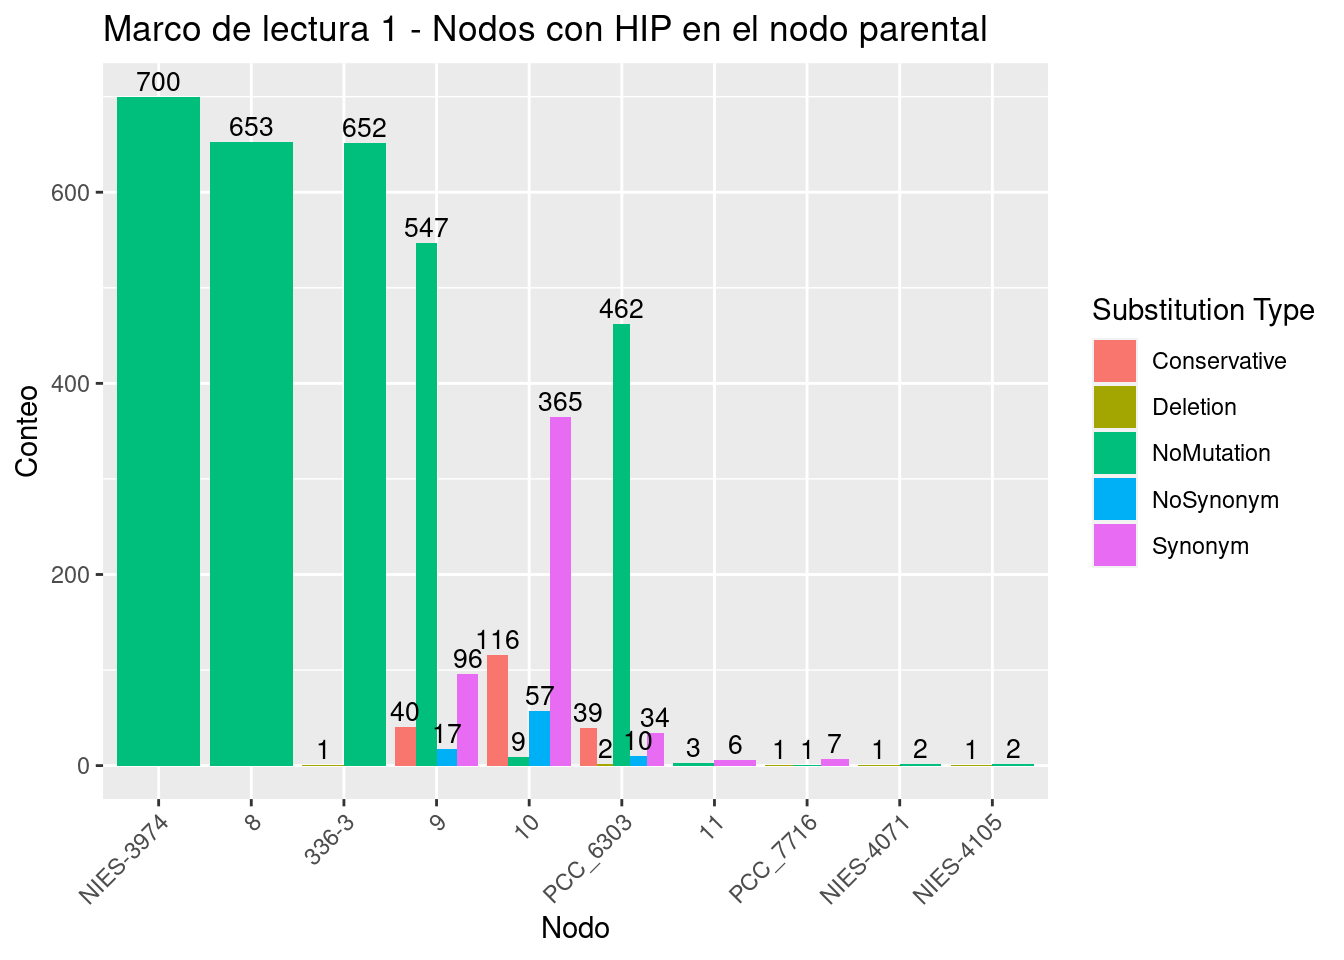 Marco de lectura 1 - Nodos con HIP en el nodo parental
700
653
652
547
462
365
116
96
40
17
57
39
34
1
9
2
10
3
6
1
1
7
1
2
1
2
600
400
200
0
Conteo
NIES-3974
8
336-3
9
10
PCC_6303
11
PCC_7716
NIES-4071
NIES-4105
Nodo
Substitution Type
Conservative
Deletion
NoMutation
NoSynonym
Synonym